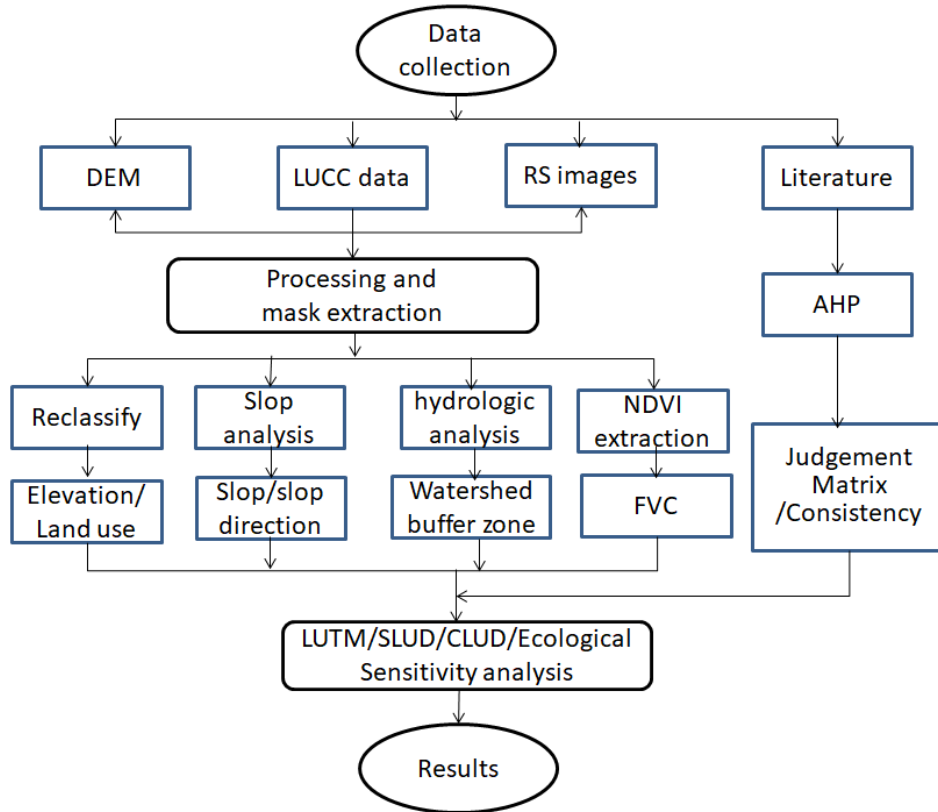 Data
collection
DEM
LUCC data
RS images
Literature
Processing and
mask extraction
AHP
Reclassify
Slop
analysis
hydrologic
analysis
NDVI
extraction
Judgement
Matrix
/Consistency
Elevation/
Land use
Slop/slop
direction
Watershed
buffer zone
FVC
LUTM/SLUD/CLUD/Ecological
Sensitivity analysis
Results